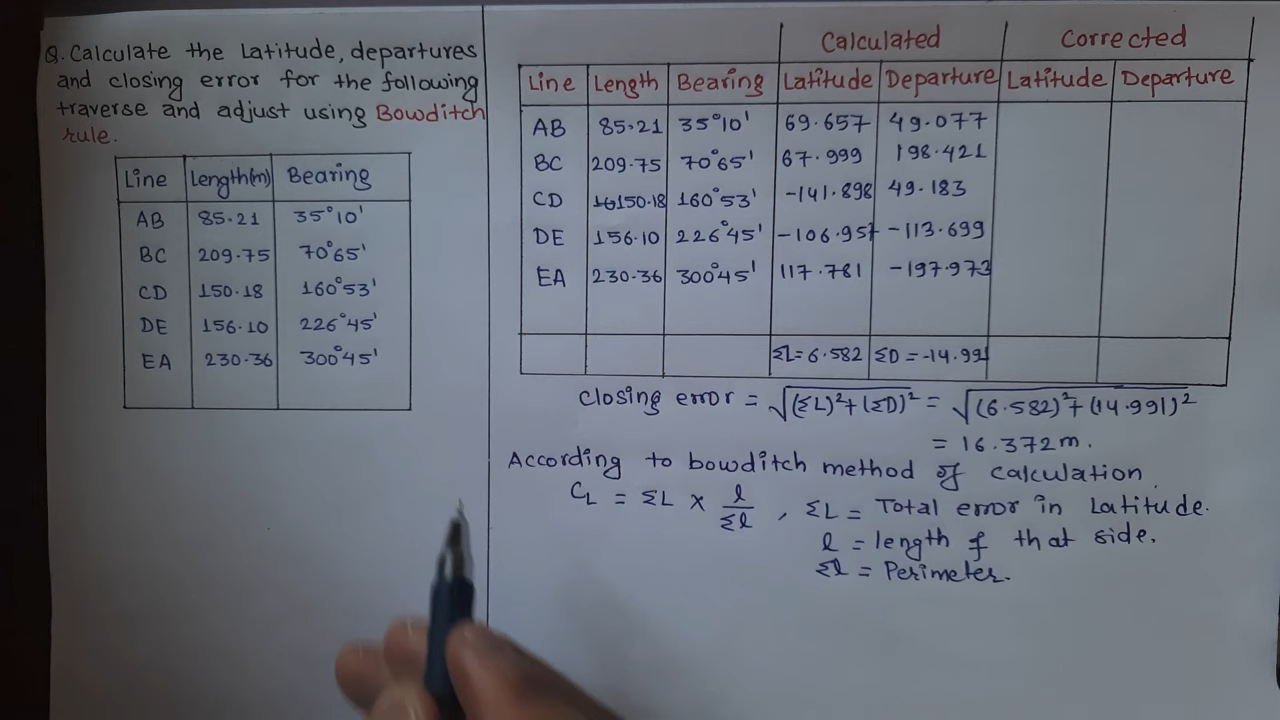 Q. Calculate the Latitude, departures
and closing error for the following
traverse and adjust using Bowditch
rule.
Line Length(m) Bearing
AB 85.21 35°10'
BC 209.75 70°65'
CD 150.18 160°53'
DE 156.10 226°45'
EA 230.36 300°45'
Calculated Corrected
Line Length Bearing Latitude Departure Latitude Departure
AB 85.21 35°10' 69.657 49.077
BC 209.75 70°65' 67.999 198.421
CD 150.18 160°53' -141.898 49.183
DE 156.10 226°45' -106.957 -113.699
EA 230.36 300°45' 117.781 -197.973
ΣL=6.582 ΣD=-14.991
Closing error = √(ΣL)²+(ΣD)² = √(6.582)²+(14.991)²
= 16.372m.
According to bowditch method of calculation.
CL = ΣL × l/Σl , ΣL = Total error in Latitude.
l = length of that side.
Σl = Perimeter.